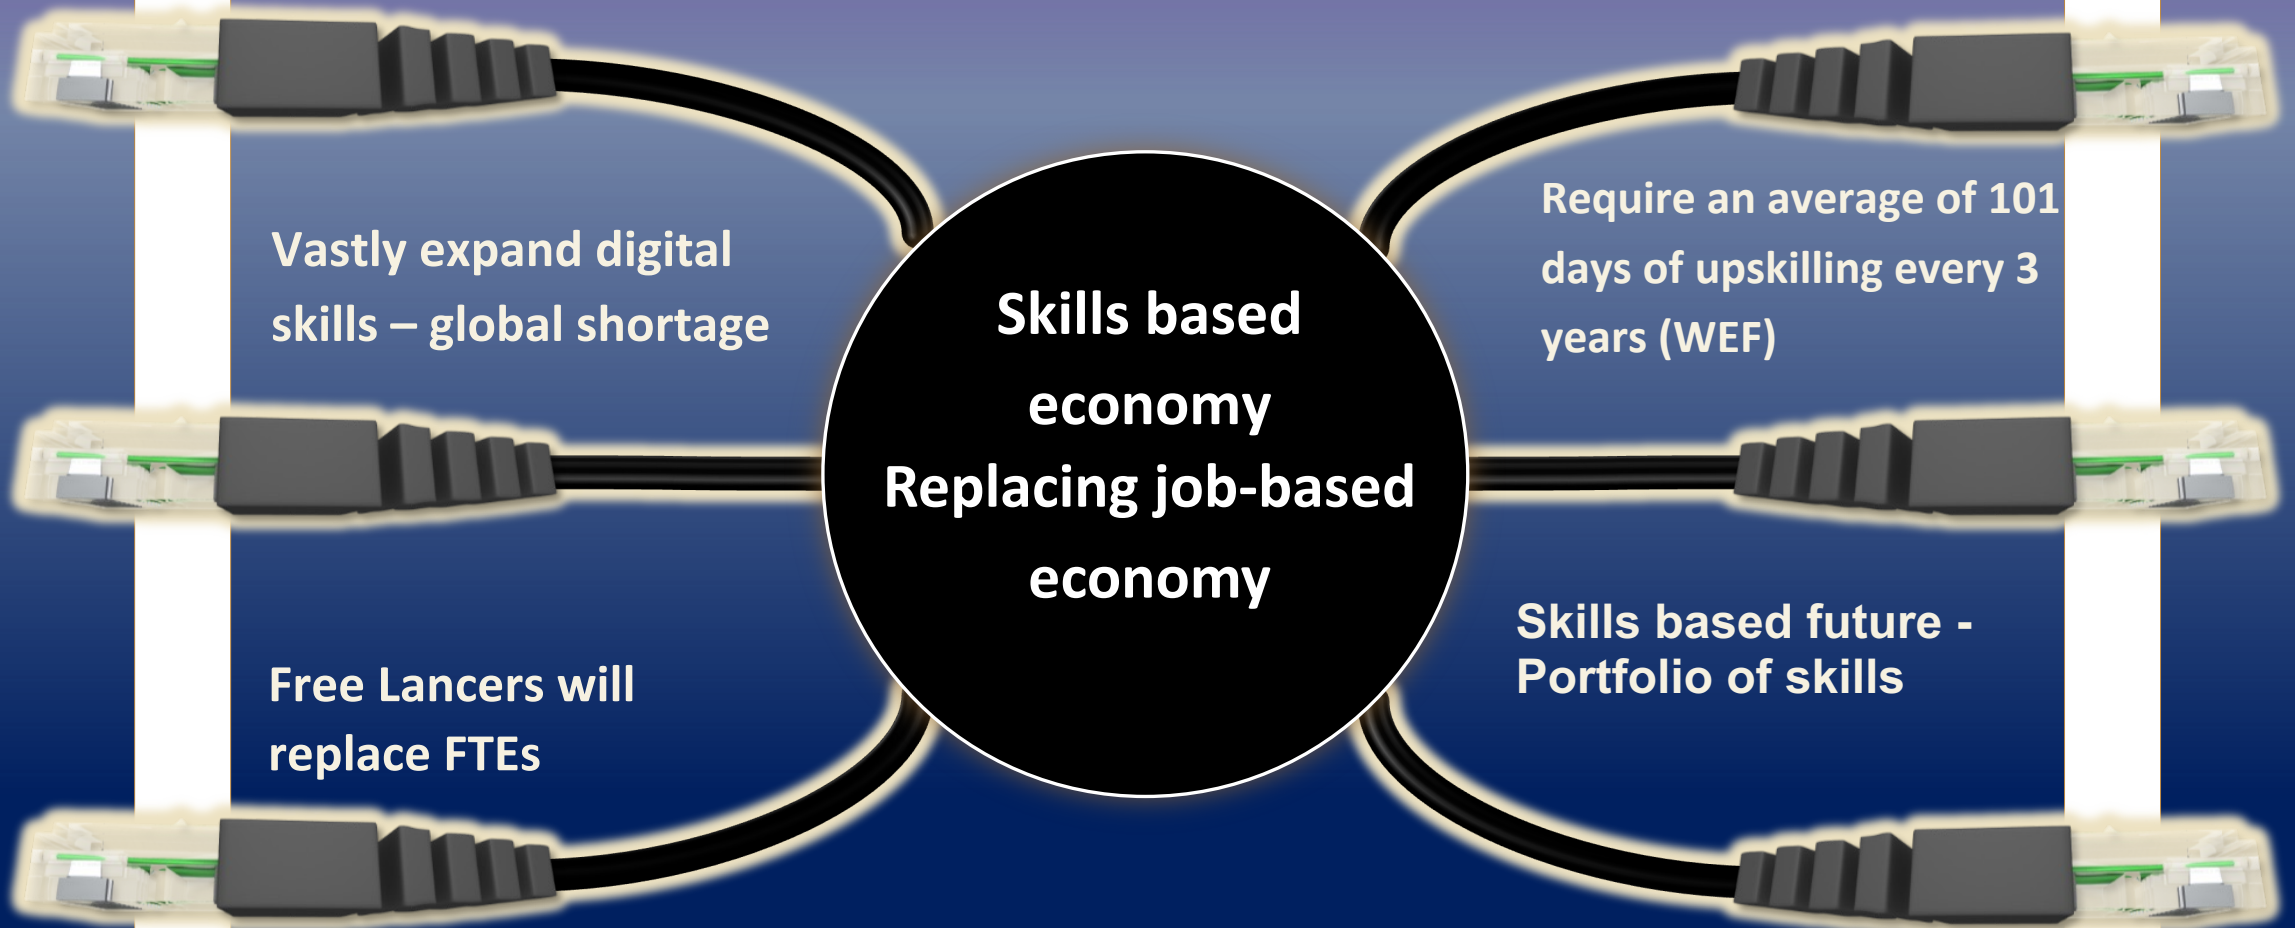 Vastly expand digital
skills – global shortage
Free Lancers will
replace FTEs
Skills based
economy
Replacing job-based
economy
Require an average of 101
days of upskilling every 3
years (WEF)
Skills based future -
Portfolio of skills